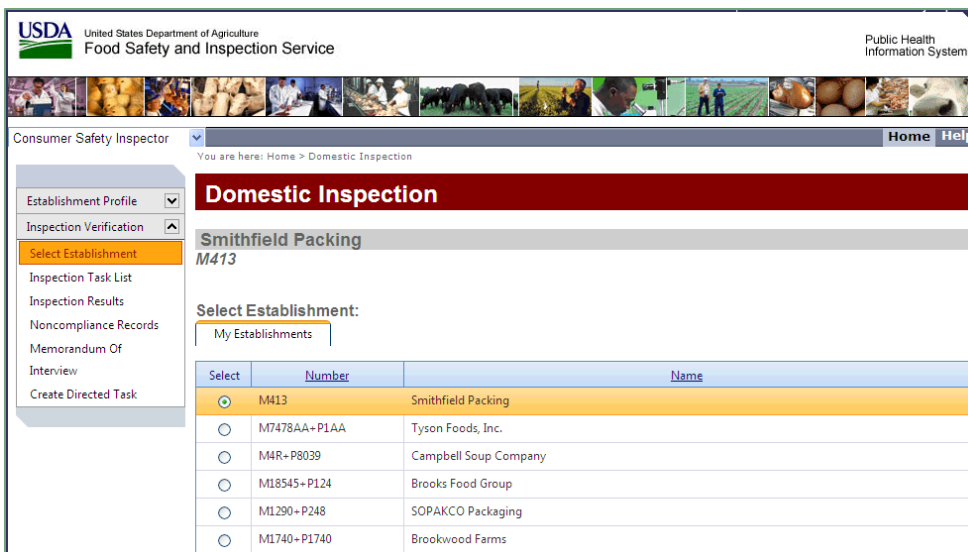 USDA
United States Department of Agriculture
Food Safety and Inspection Service
Public Health
Information System
Consumer Safety Inspector
Home Help
You are here: Home > Domestic Inspection
Establishment Profile
Inspection Verification
Select Establishment
Inspection Task List
Inspection Results
Noncompliance Records
Memorandum Of
Interview
Create Directed Task
Domestic Inspection
Smithfield Packing
M413
Select Establishment:
My Establishments
Select Number Name
M413 Smithfield Packing
M7478AA+P1AA Tyson Foods, Inc.
M4R+P8039 Campbell Soup Company
M18545+P124 Brooks Food Group
M1290+P248 SOPAKCO Packaging
M1740+P1740 Brookwood Farms